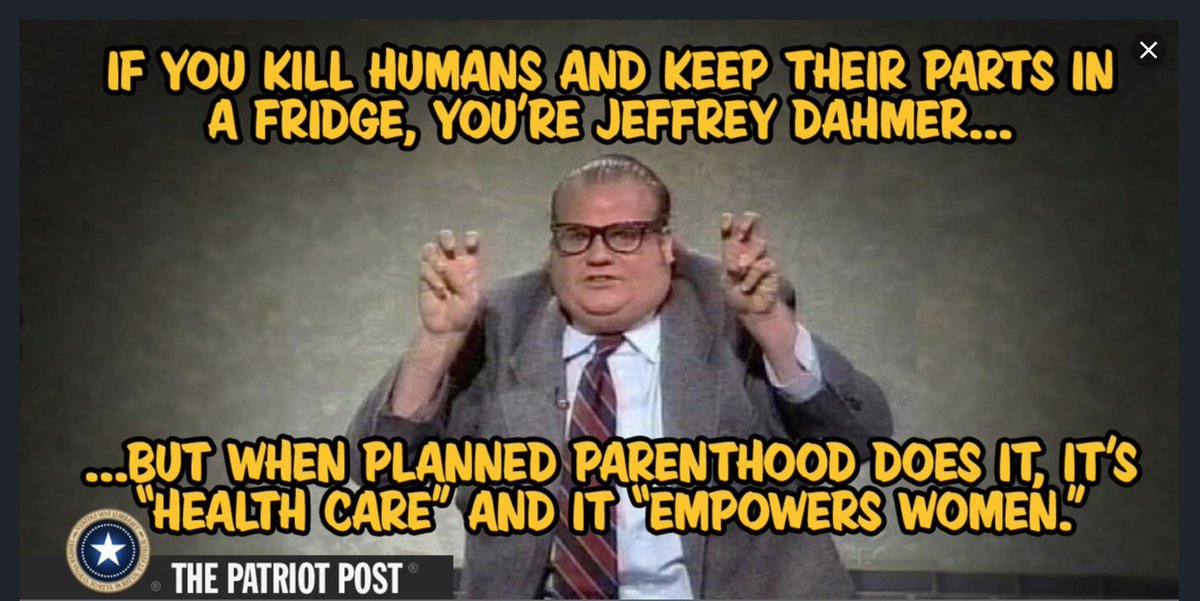 IF YOU KILL HUMANS AND KEEP THEIR PARTS IN
A FRIDGE, YOU'RE JEFFREY DAHMER...
...BUT WHEN PLANNED PARENTHOOD DOES IT, IT'S
"HEALTH CARE" AND IT "EMPOWERS WOMEN."
THE PATRIOT POST®